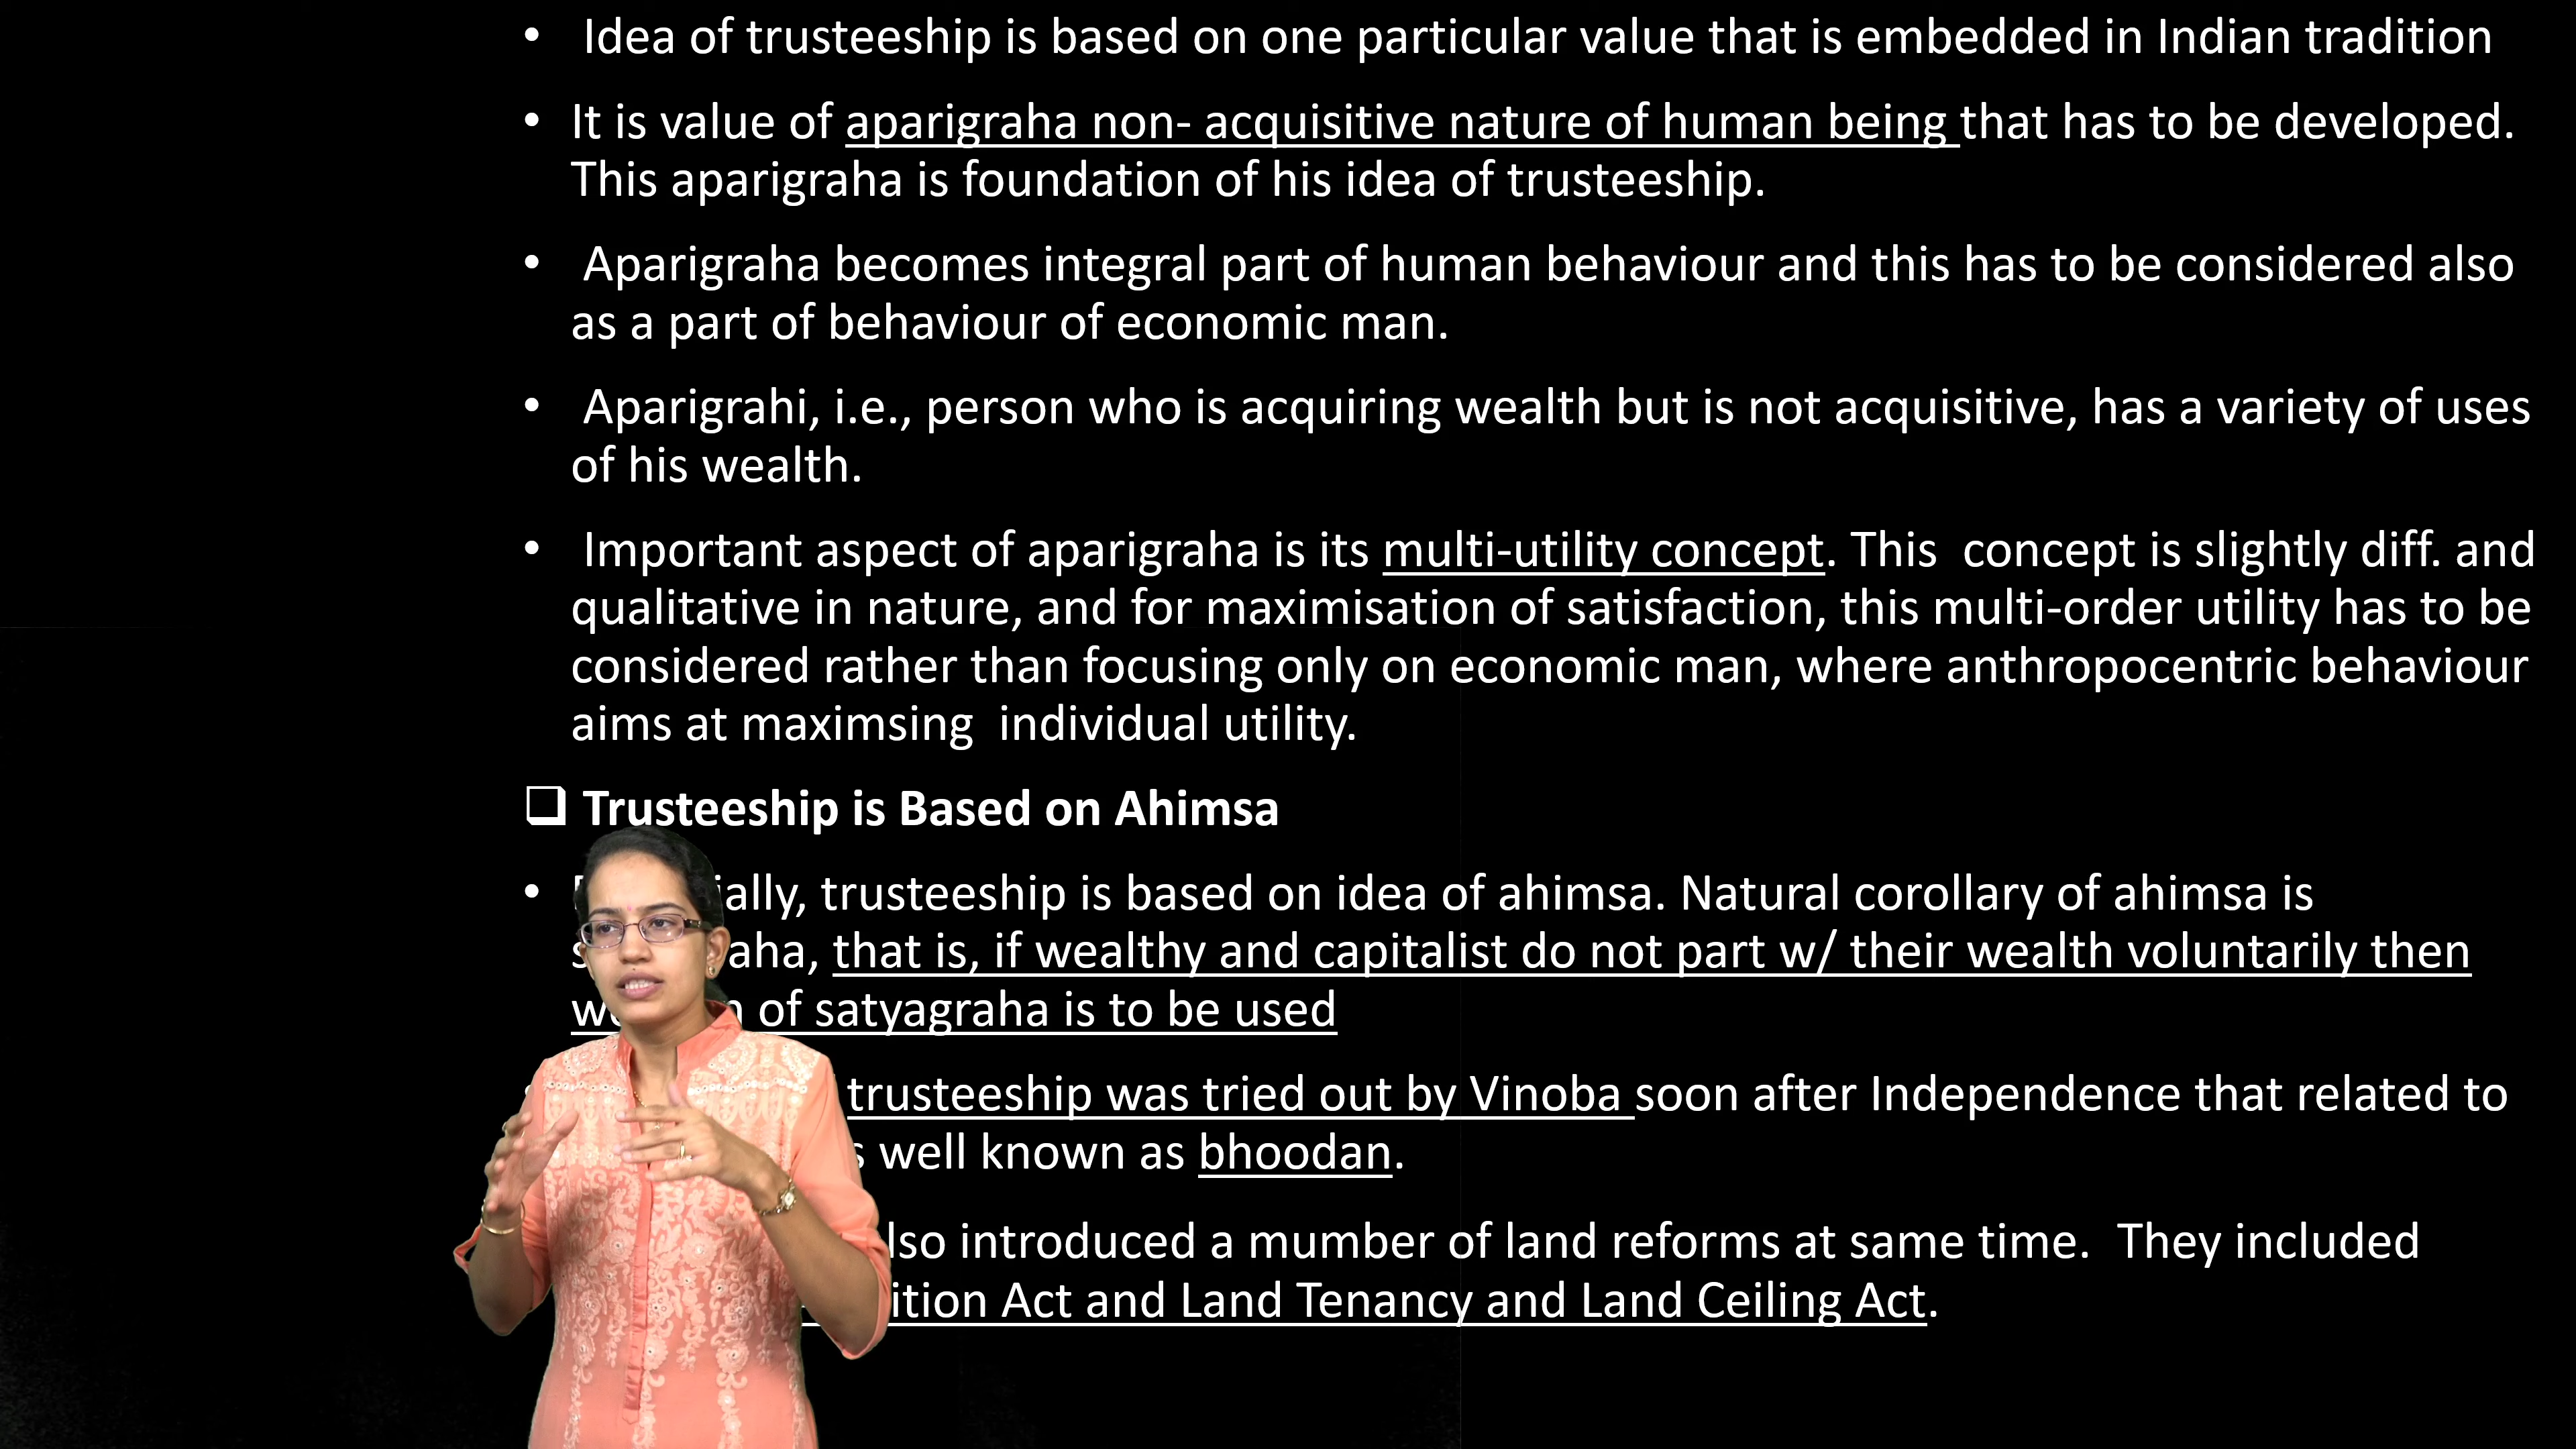 • Idea of trusteeship is based on one particular value that is embedded in Indian tradition
• It is value of aparigraha non- acquisitive nature of human being that has to be developed.
This aparigraha is foundation of his idea of trusteeship.
• Aparigraha becomes integral part of human behaviour and this has to be considered also
as a part of behaviour of economic man.
• Aparigrahi, i.e., person who is acquiring wealth but is not acquisitive, has a variety of uses
of his wealth.
• Important aspect of aparigraha is its multi-utility concept. This concept is slightly diff. and
qualitative in nature, and for maximisation of satisfaction, this multi-order utility has to be
considered rather than focusing only on economic man, where anthropocentric behaviour
aims at maximsing individual utility.
❑ Trusteeship is Based on Ahimsa
• trusteeship is based on idea of ahimsa. Natural corollary of ahimsa is
that is, if wealthy and capitalist do not part w/ their wealth voluntarily then
of satyagraha is to be used
trusteeship was tried out by Vinoba soon after Independence that related to
well known as bhoodan.
introduced a mumber of land reforms at same time. They included
Act and Land Tenancy and Land Ceiling Act.